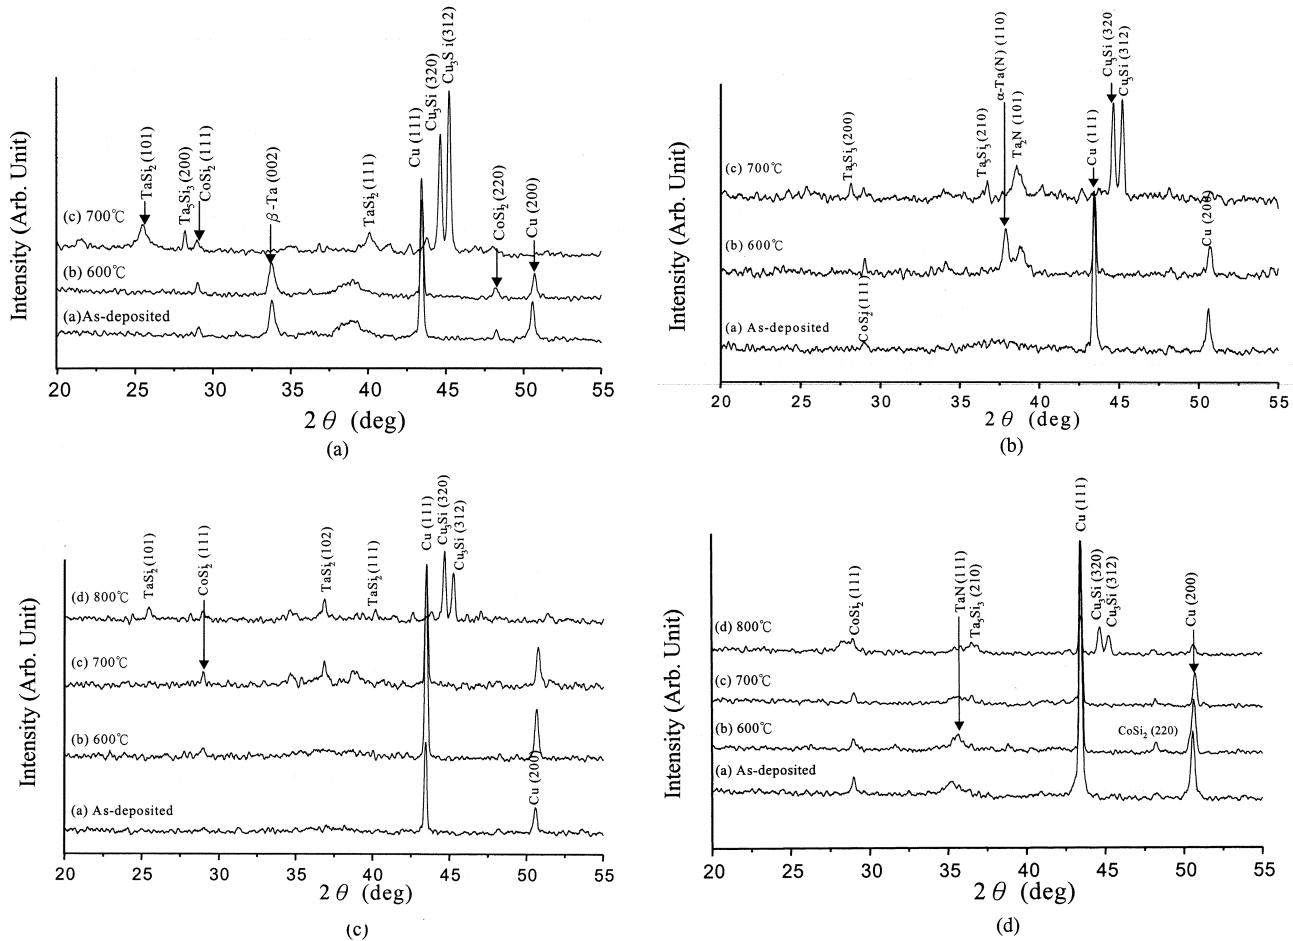 Intensity (Arb. Unit)
TaSi2 (101)
Ta5Si3 (200)
CoSi2 (111)
β-Ta (002)
TaSi2 (111)
Cu (111)
Cu3Si (320)
Cu3S i(312)
CoSi2 (220)
Cu (200)
(c) 700℃
(b) 600℃
(a)As-deposited
20 25 30 35 40 45 50 55
2 θ (deg)
(a)
Intensity (Arb. Unit)
Ta5Si3 (200)
Ta5Si3 (210)
α-Ta(N) (110)
Ta2N (101)
Cu (111)
Cu3Si (320
Cu3Si (312)
Cu (200)
(c) 700℃
(b) 600℃
CoSi2 (111)
(a) As-deposited
20 25 30 35 40 45 50 55
2 θ (deg)
(b)
Intensity (Arb. Unit)
TaSi2 (101)
CoSi2 (111)
TaSi2 (102)
TaSi2 (111)
Cu (111)
Cu3Si (320)
Cu3Si (312)
(d) 800℃
(c) 700℃
(b) 600℃
Cu (200)
(a) As-deposited
20 25 30 35 40 45 50 55
2 θ (deg)
(c)
Intensity (Arb. Unit)
CoSi2 (111)
TaN (111)
Ta5Si3 (210)
Cu (111)
Cu3Si (320)
Cu3Si (312)
Cu (200)
(d) 800℃
(c) 700℃
(b) 600℃
CoSi2 (220)
(a) As-deposited
20 25 30 35 40 45 50 55
2 θ (deg)
(d)